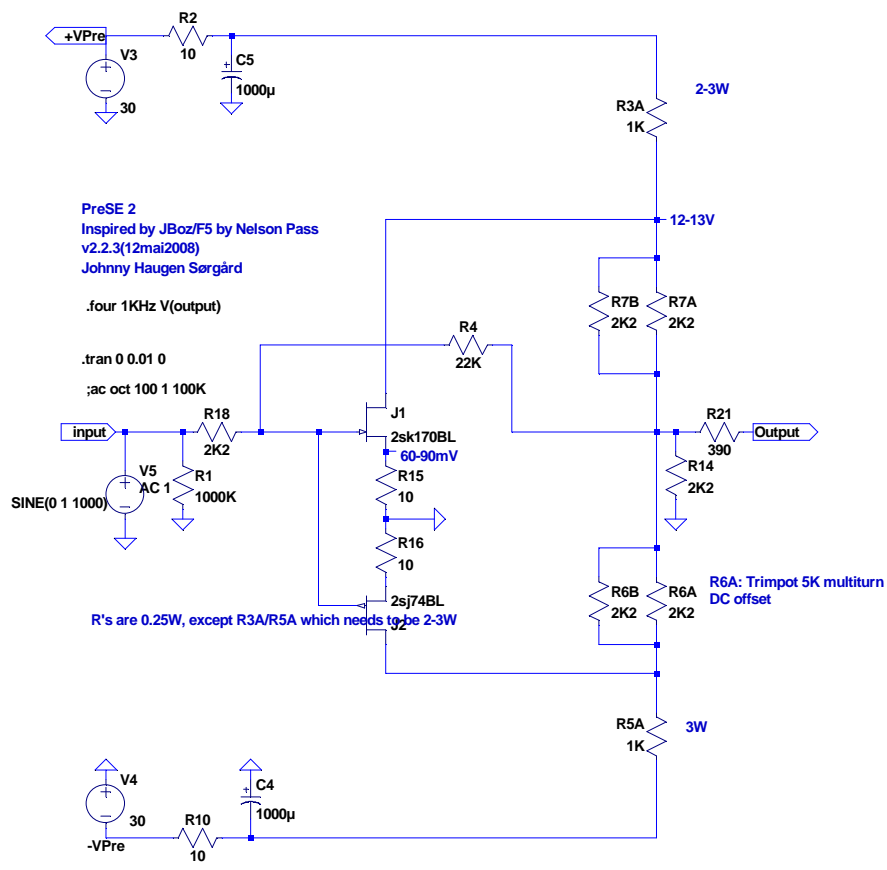 R2
+VPre
10
V3
C5
1000µ
30
2-3W
R3A
1K
PreSE 2
Inspired by JBoz/F5 by Nelson Pass
v2.2.3(12mai2008)
Johnny Haugen Sørgård
12-13V
.four 1KHz V(output)
R7B
2K2
R7A
2K2
R4
22K
.tran 0 0.01 0
;ac oct 100 1 100K
R18
2K2
J1
2sk170BL
60-90mV
input
R21
390
Output
V5
AC 1
R1
1000K
SINE(0 1 1000)
R15
10
R14
2K2
R16
10
2sj74BL
J2
R6B
2K2
R6A
2K2
R6A: Trimpot 5K multiturn
DC offset
R's are 0.25W, except R3A/R5A which needs to be 2-3W
R5A
1K
3W
V4
30
-VPre
C4
1000µ
R10
10